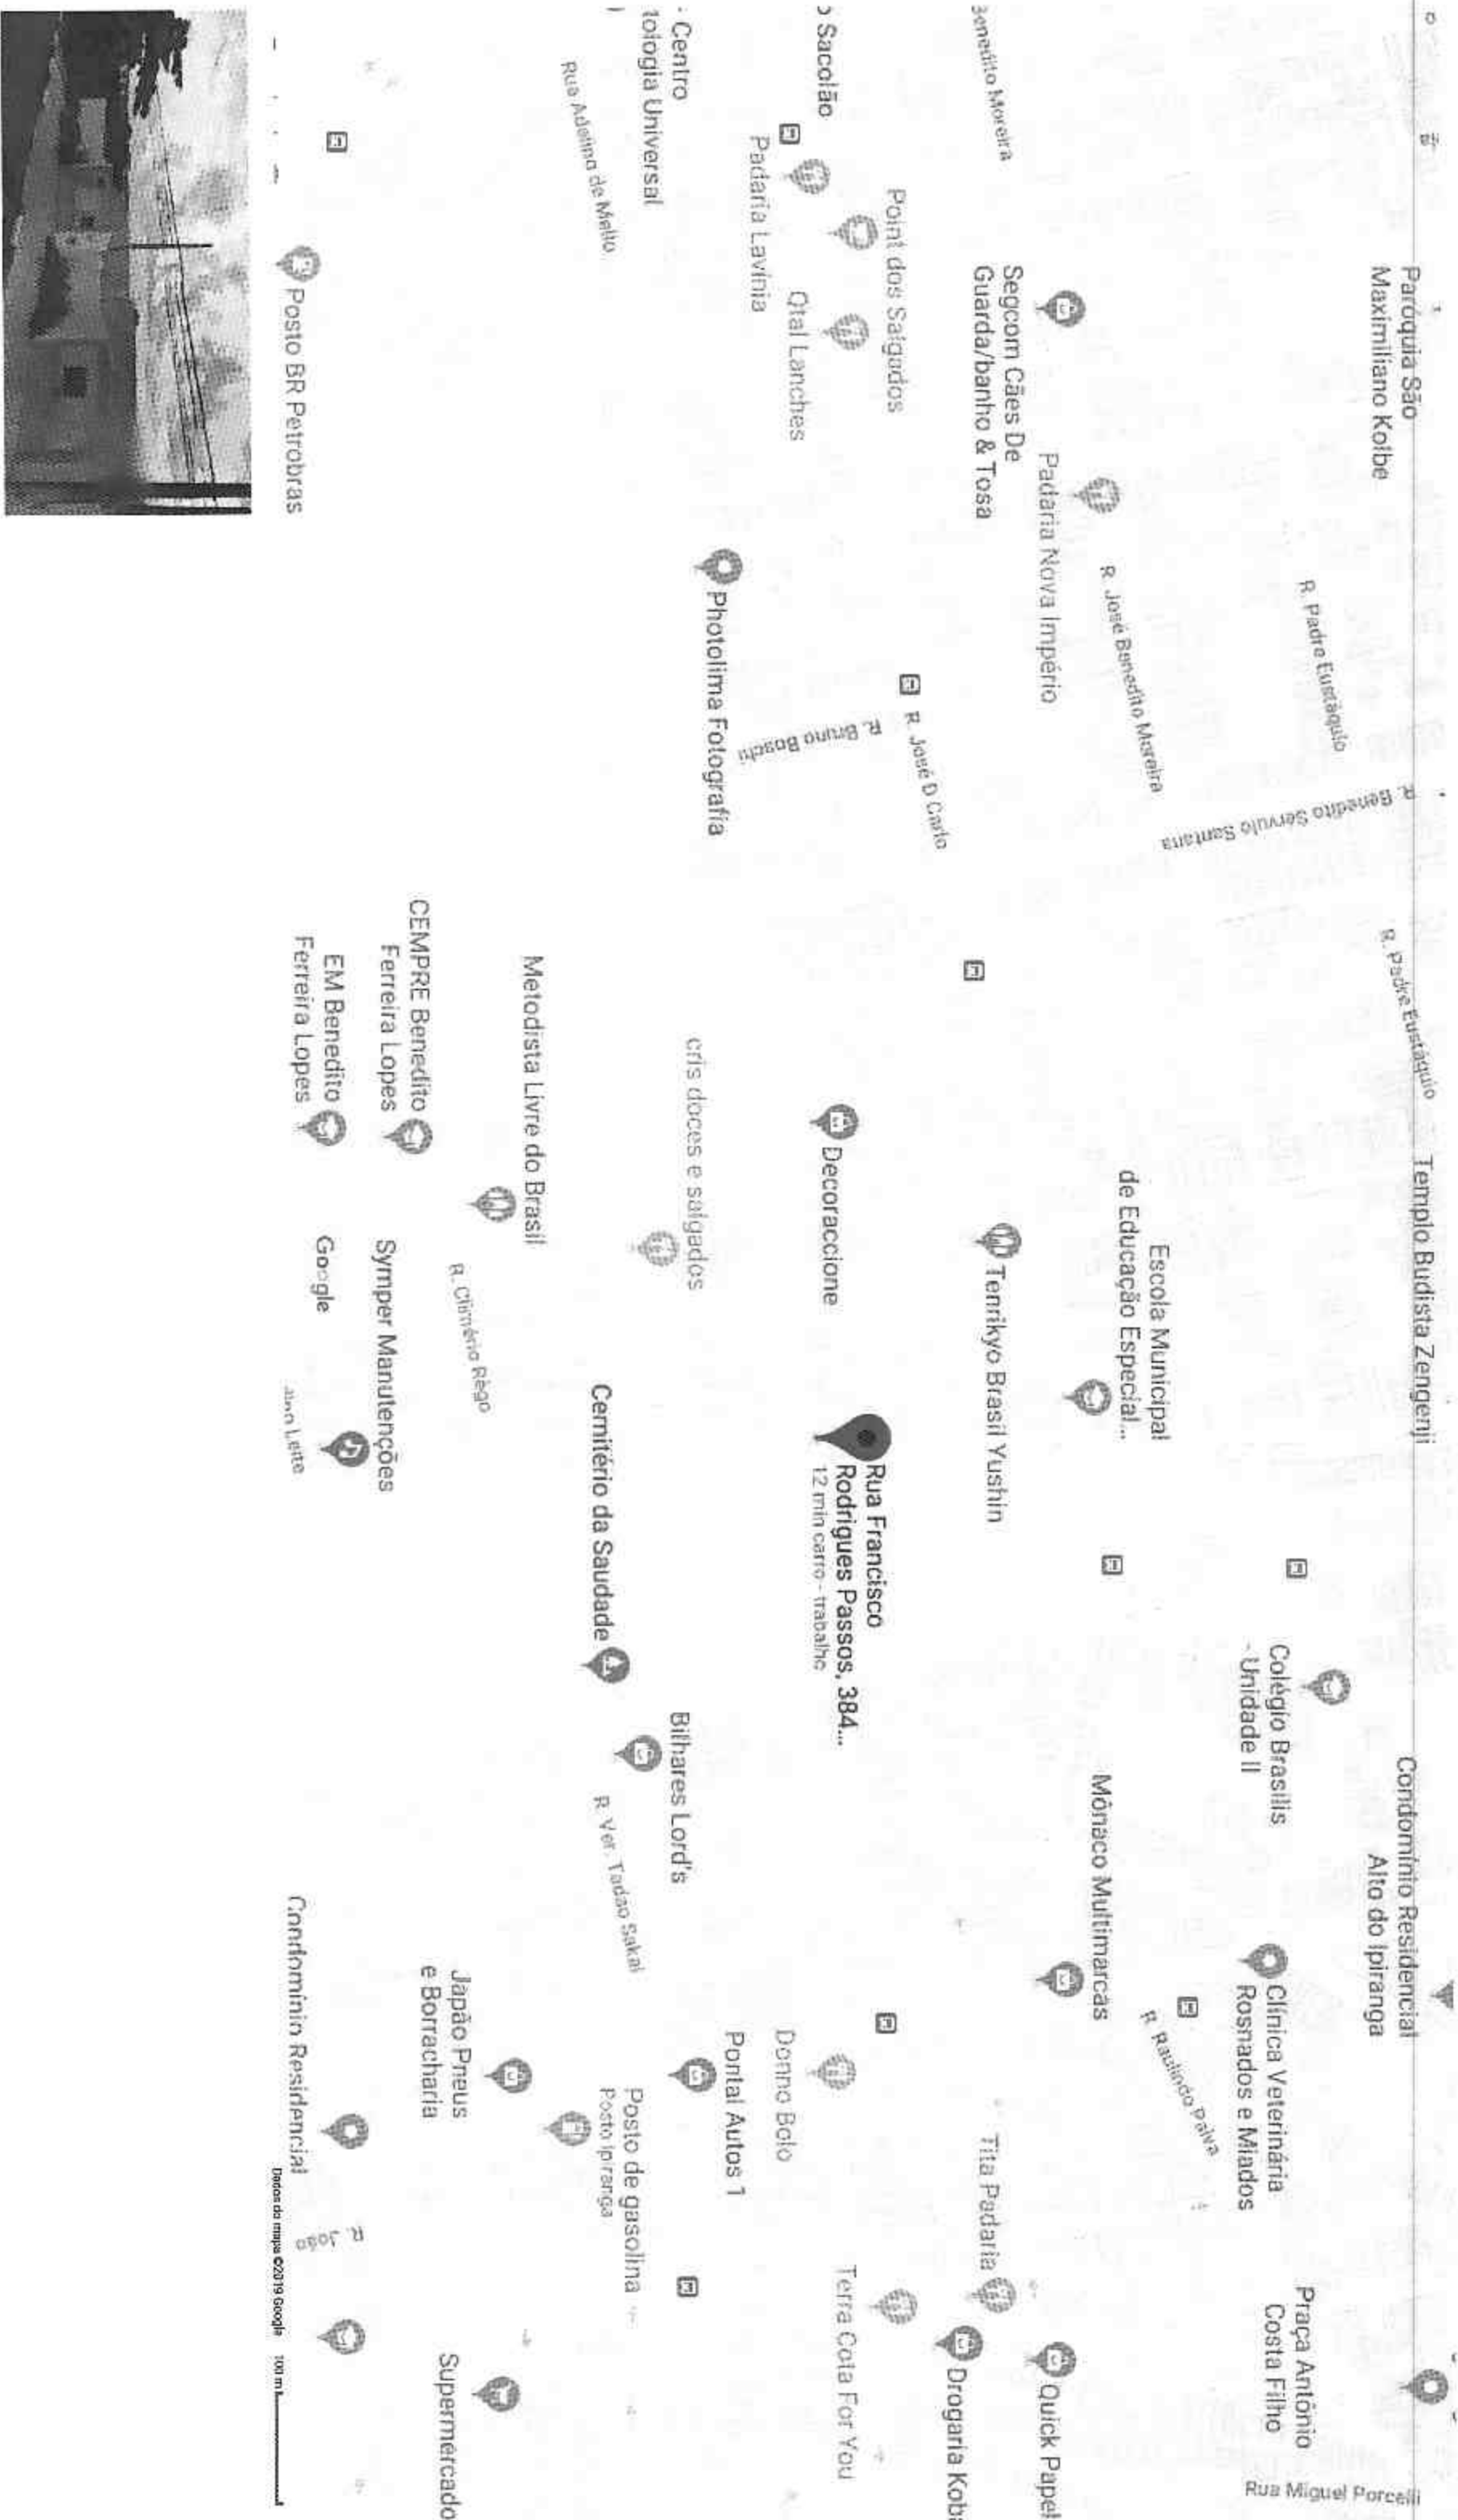 Paróquia São
Maximiliano Kolbe
R. Padre Eustáquio
R. Benedito Sérvulo Santana
R. Padre Eustáquio
Templo Budista Zengenji
Condomínio Residencial
Alto do Ipiranga
Colégio Brasilis
- Unidade II
Clínica Veterinária
Rosnados e Miados
Praça Antônio
Costa Filho
Rua Miguel Porcelli
R. José Benedito Moreira
Escola Municipal
de Educação Especial...
R. Raulindo Paiva
Mônaco Multimarcas
Quick Papel
Benedito Moreira
Segcom Cães De
Guarda/banho & Tosa
Padaria Nova Império
Tenrikyo Brasil Yushin
Tita Padaria
Drogaria Kob
Point dos Salgados
R. José D Carlo
R. Bruno Boschi
Sacolão
Qtal Lanches
Padaria Lavínia
Decoraccione
Rua Francisco
Rodrigues Passos, 384...
12 min carro - trabalho
Terra Cota For You
Donno Bolo
Pontal Autos 1
Centro
tologia Universal
Photolima Fotografia
cris doces e salgados
Bilhares Lord's
Rua Adelino de Mello
Cemitério da Saudade
R. Ver. Tadao Sakai
Posto de gasolina
Posto Ipiranga
Metodista Livre do Brasil
R. Climério Rêgo
CEMPRE Benedito
Ferreira Lopes
Symper Manutenções
Japão Pneus
e Borracharia
Supermercado
Posto BR Petrobras
EM Benedito
Ferreira Lopes
Google
Leite
Condomínio Residencial
R. João
Dados do mapa ©2019 Google
100 m